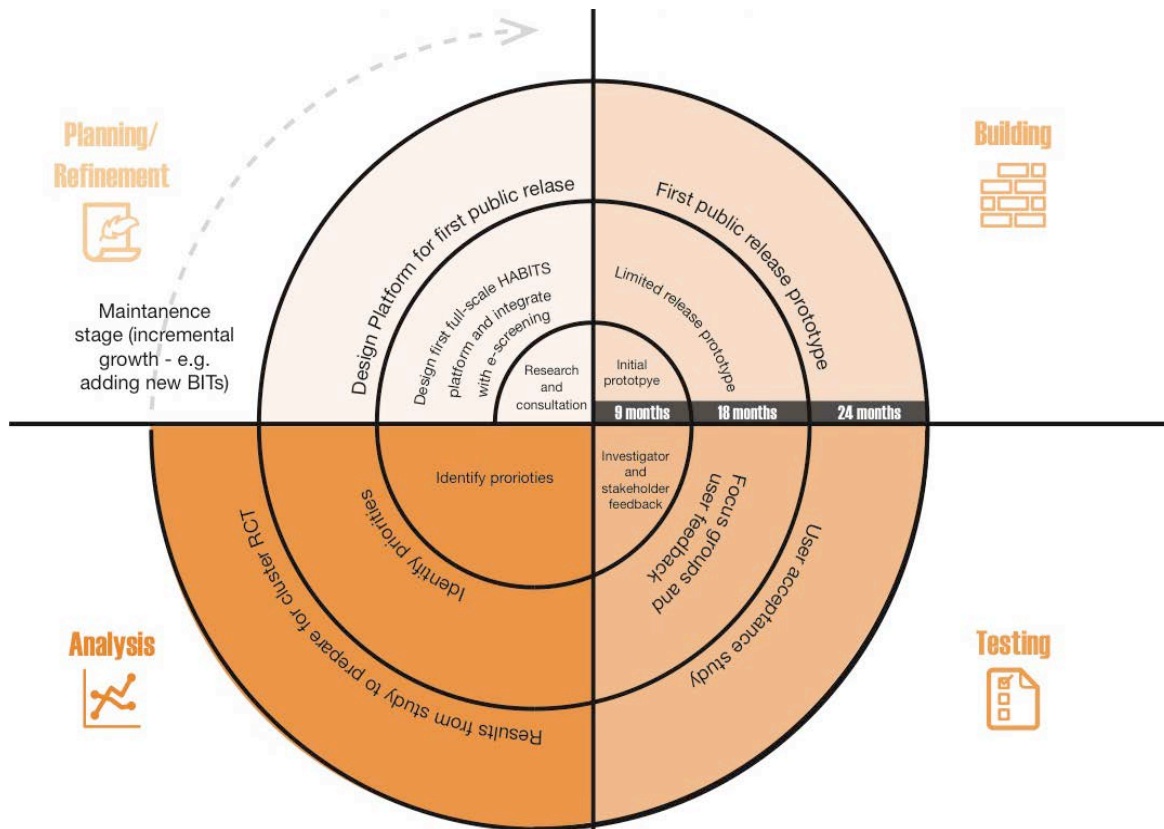 Planning/
Refinement
Maintanence
stage (incremental
growth - e.g.
adding new BITs)
Design Platform for first public relase
Design first full-scale HABITS
platform and integrate
with e-screening
Research
and
consultation
Building
First public release prototype
Limited release prototype
Initial
prototpye
9 months
18 months
24 months
Testing
Investigator
and
stakeholder
feedback
Focus groups and
user feedback
User acceptance study
Analysis
Identify prorioties
Identify priorities
Results from study to prepare for cluster RCT